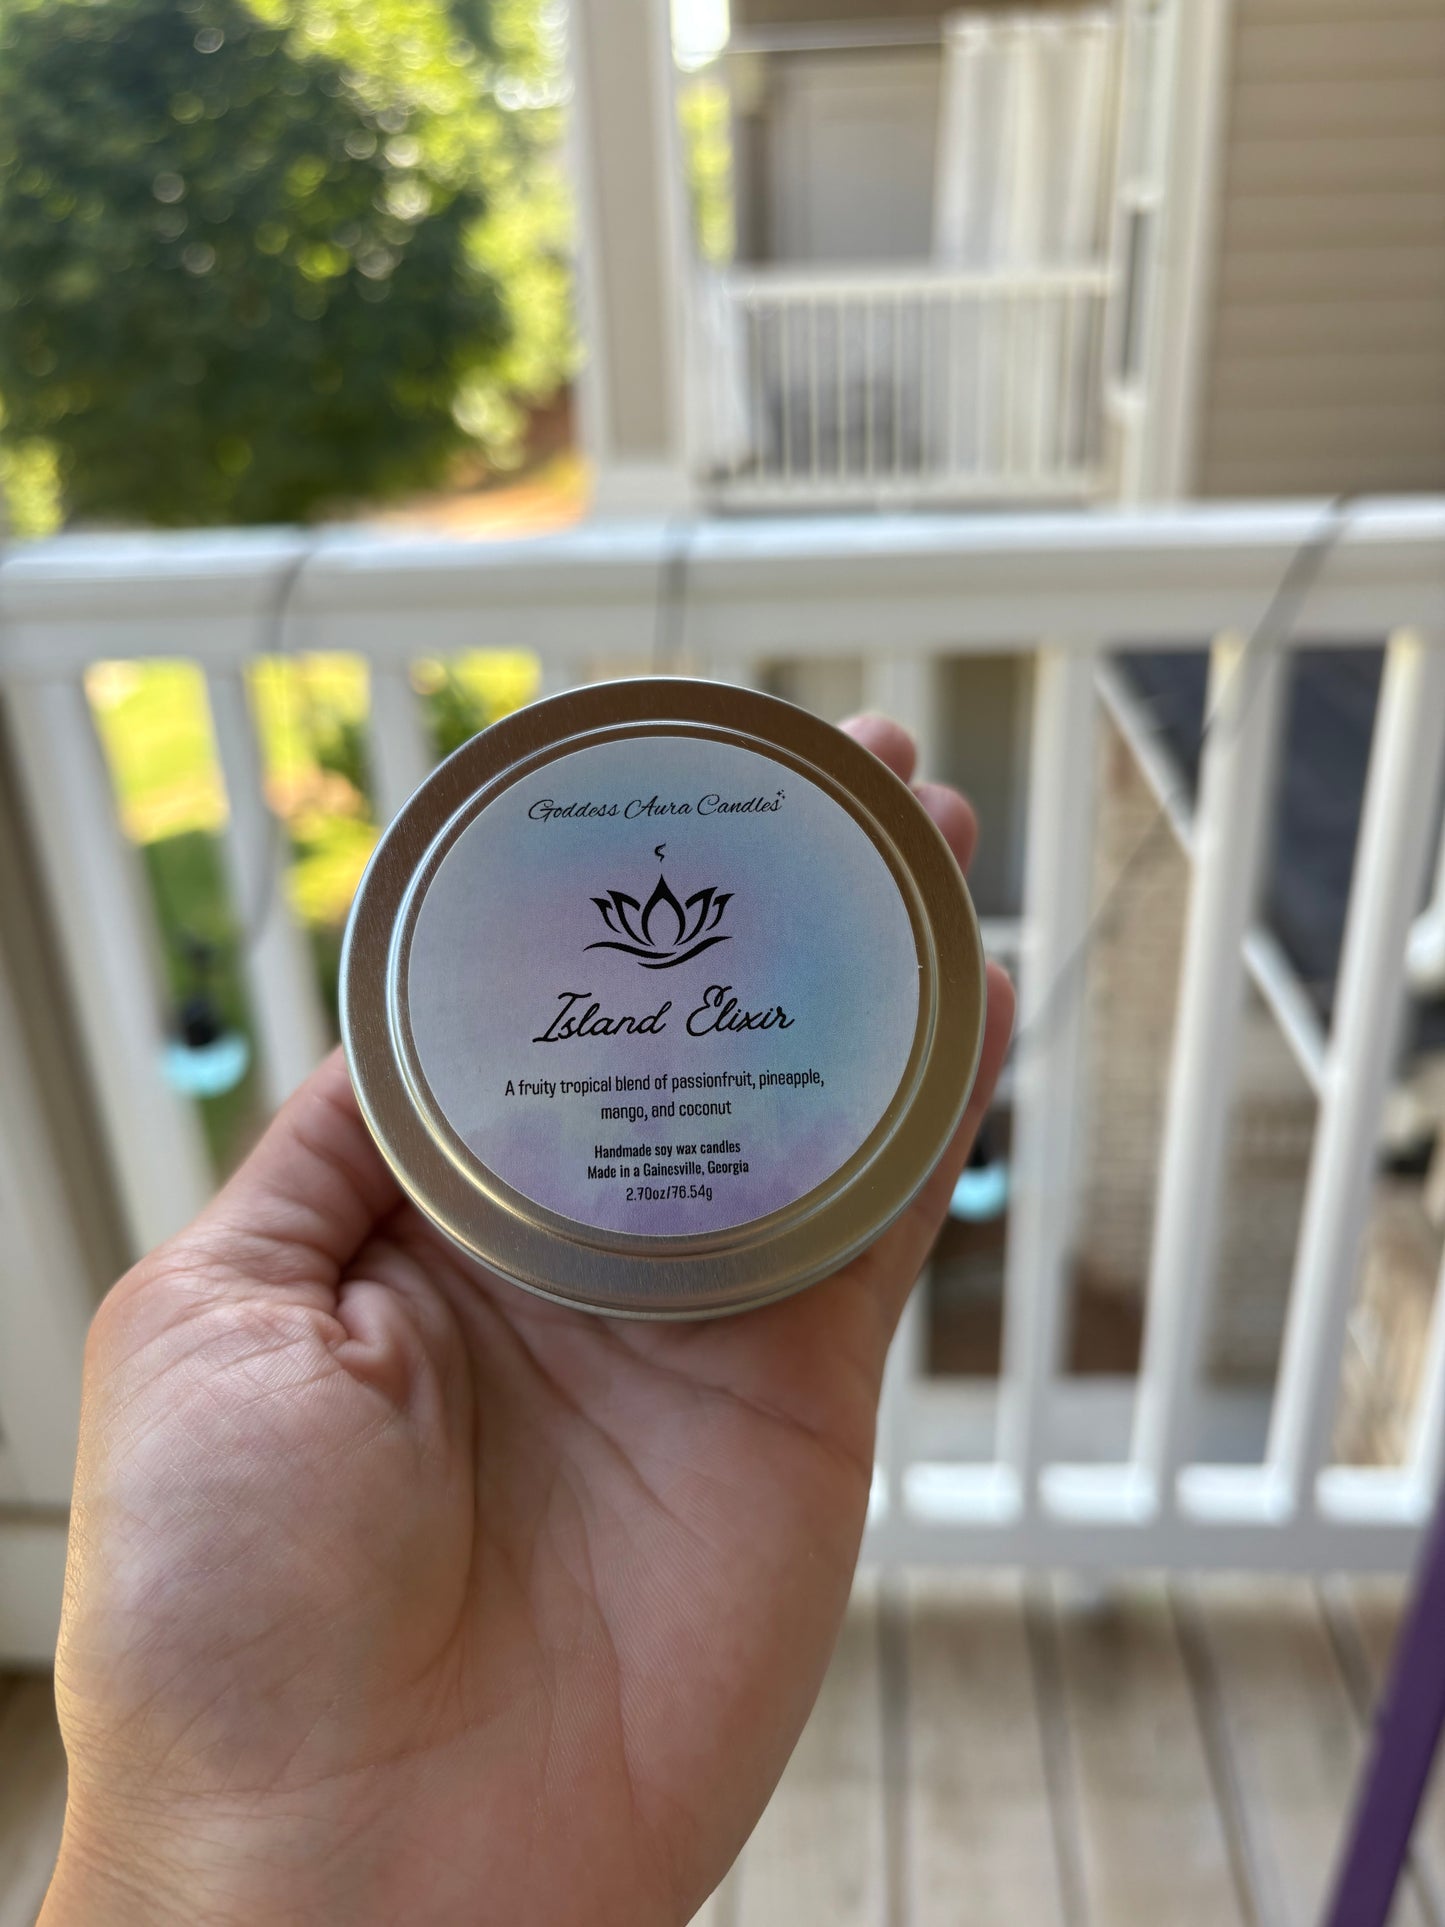 Goddess Aura Candles
Island Elixir
A fruity tropical blend of passionfruit, pineapple,
mango, and coconut
Handmade soy wax candles
Made in a Gainesville, Georgia
2.70oz/76.54g